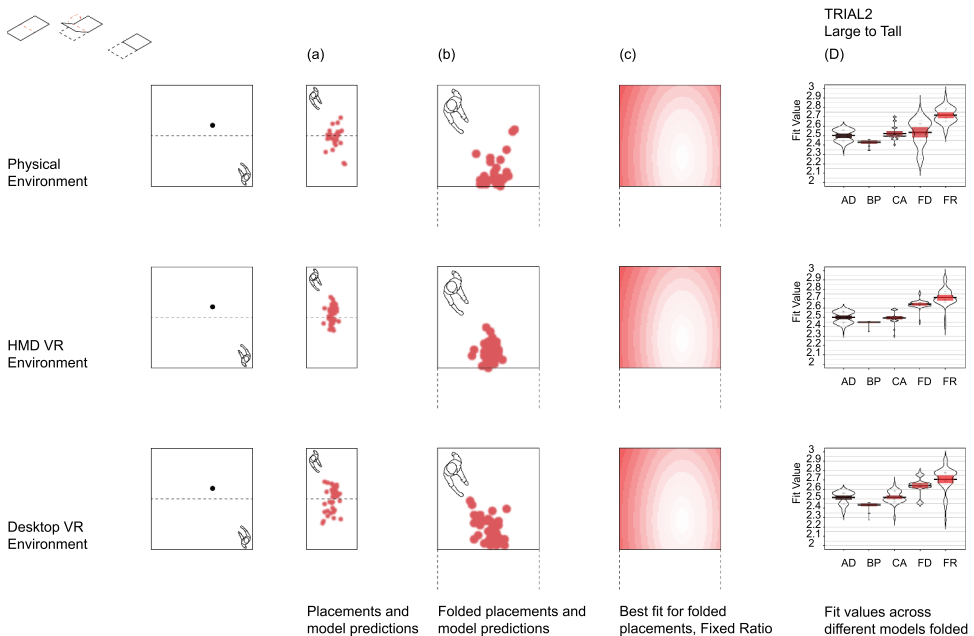 TRIAL2
Large to Tall
(a) (b) (c) (D)
Physical
Environment
Fit Value
3
2.9
2.8
2.7
2.6
2.5
2.4
2.3
2.2
2.1
2
AD BP CA FD FR
HMD VR
Environment
Fit Value
3
2.9
2.8
2.7
2.6
2.5
2.4
2.3
2.2
2.1
2
AD BP CA FD FR
Desktop VR
Environment
Fit Value
3
2.9
2.8
2.7
2.6
2.5
2.4
2.3
2.2
2.1
2
AD BP CA FD FR
Placements and
model predictions
Folded placements and
model predictions
Best fit for folded
placements, Fixed Ratio
Fit values across
different models folded